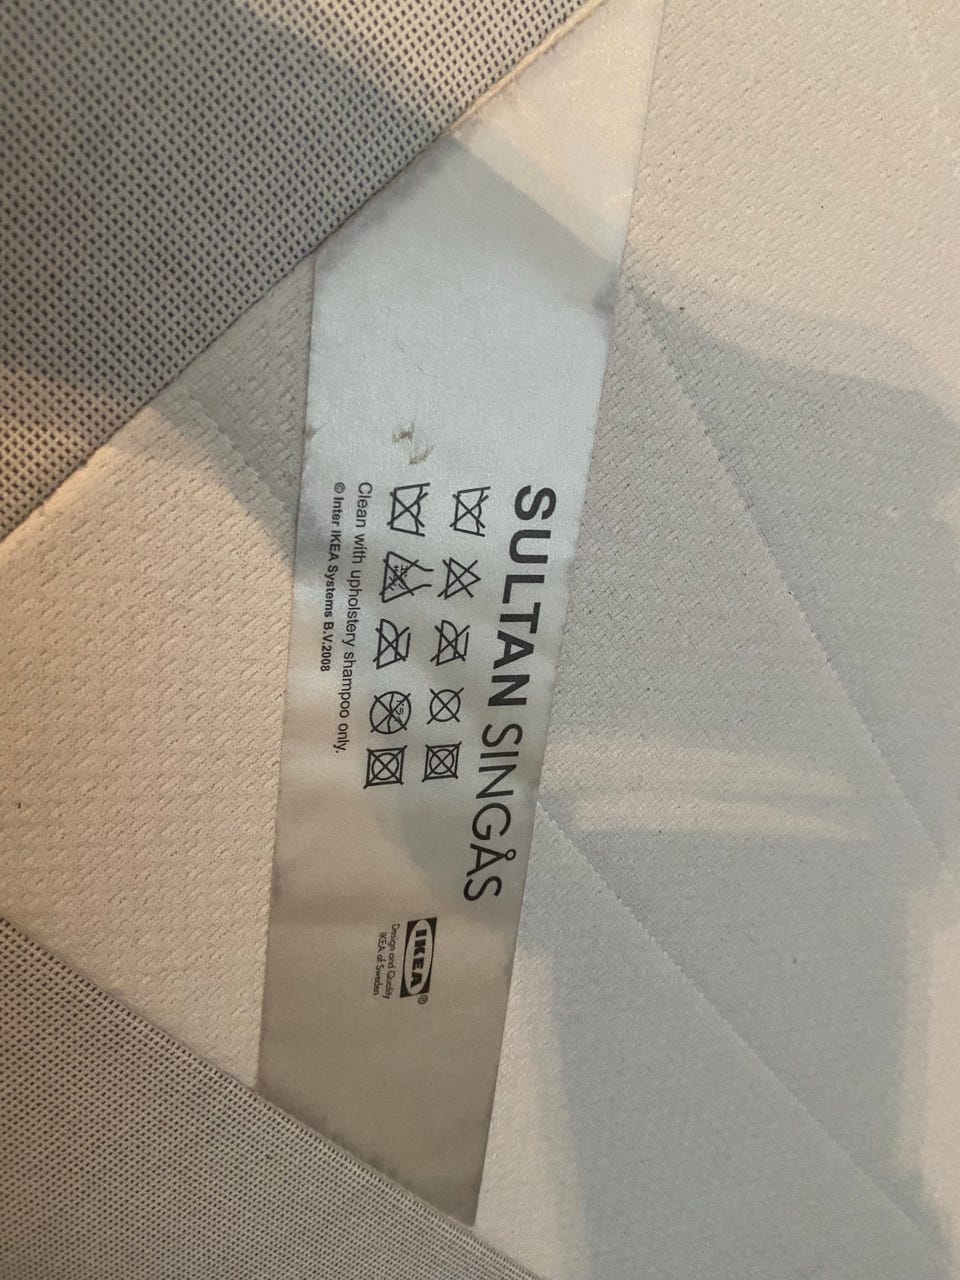 SULTAN SINGÅS
Clean with upholstery shampoo only.
© Inter IKEA Systems B.V.2008
IKEA®
Design and Quality
IKEA of Sweden